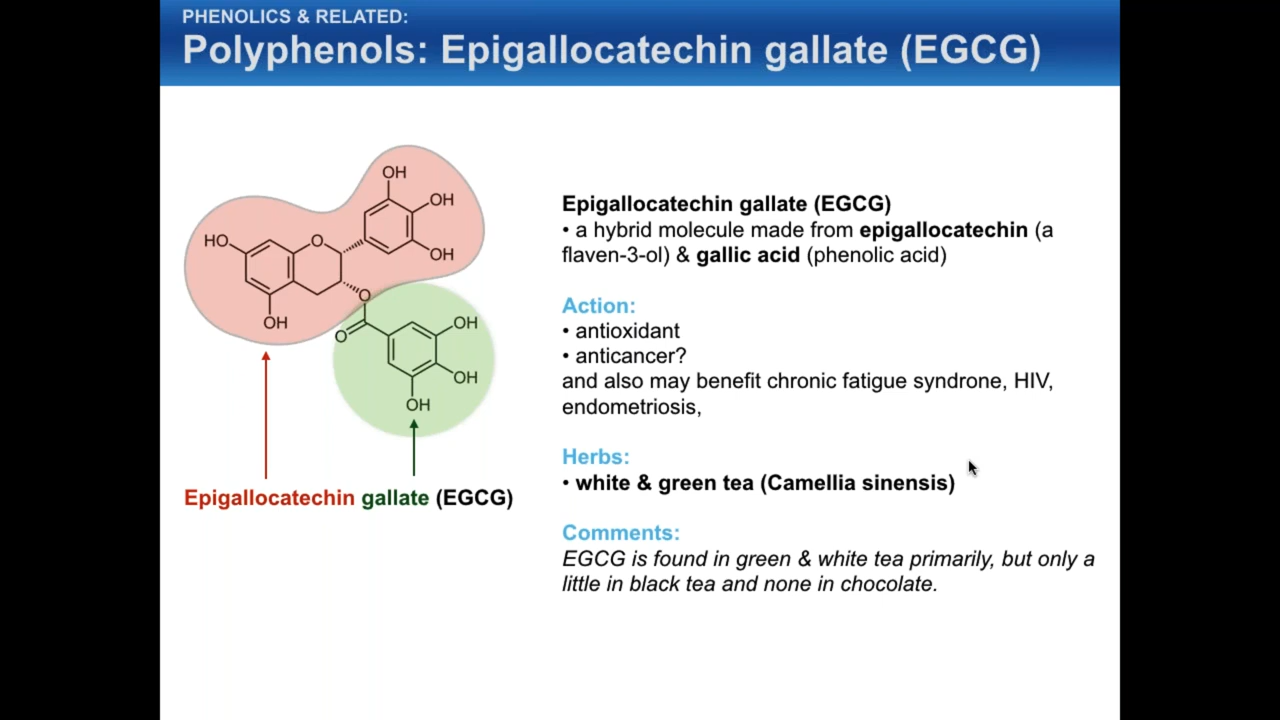 PHENOLICS & RELATED:
Polyphenols: Epigallocatechin gallate (EGCG)
OH
OH
HO
O
OH
O
OH
O
OH
OH
OH
Epigallocatechin gallate (EGCG)
Epigallocatechin gallate (EGCG)
• a hybrid molecule made from epigallocatechin (a
flaven-3-ol) & gallic acid (phenolic acid)
Action:
• antioxidant
• anticancer?
and also may benefit chronic fatigue syndrone, HIV,
endometriosis,
Herbs:
• white & green tea (Camellia sinensis)
Comments:
EGCG is found in green & white tea primarily, but only a
little in black tea and none in chocolate.